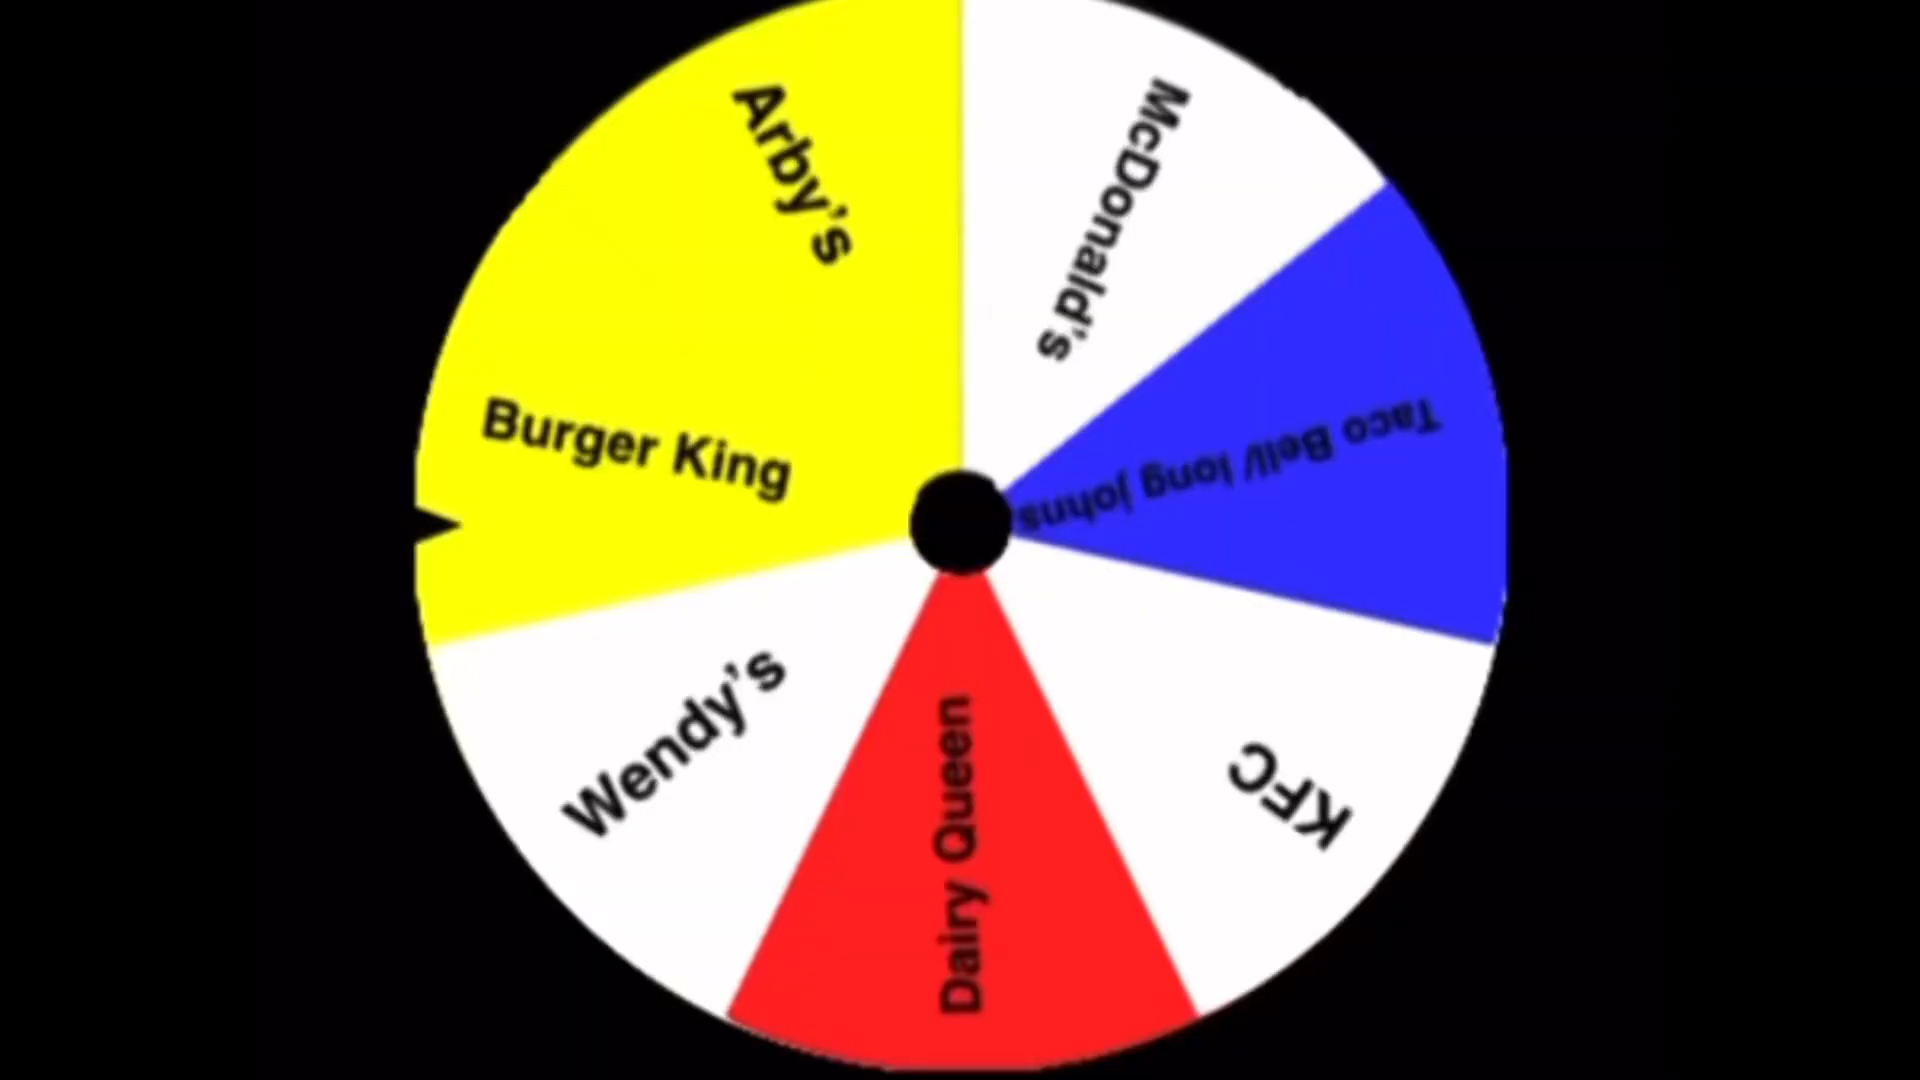 Arby's
McDonald's
Burger King
Taco Bell/ long johns
Wendy's
Dairy Queen
KFC